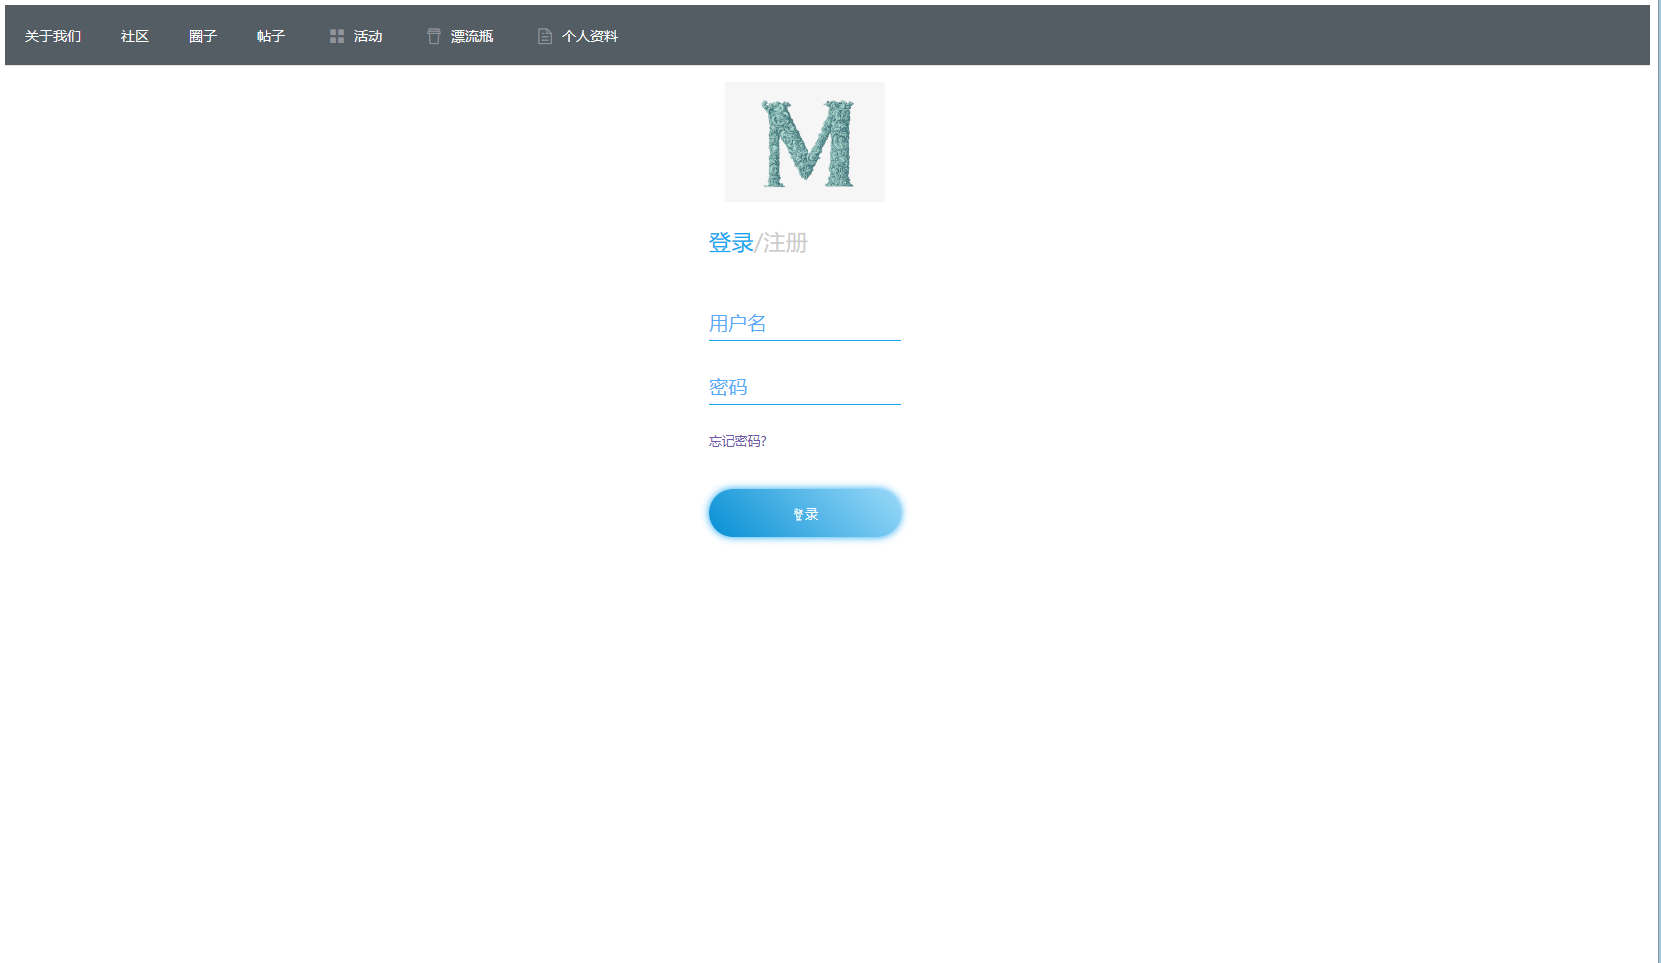 关于我们 社区 圈子 帖子 活动 漂流瓶 个人资料
M
登录/注册
用户名
密码
忘记密码?
登录